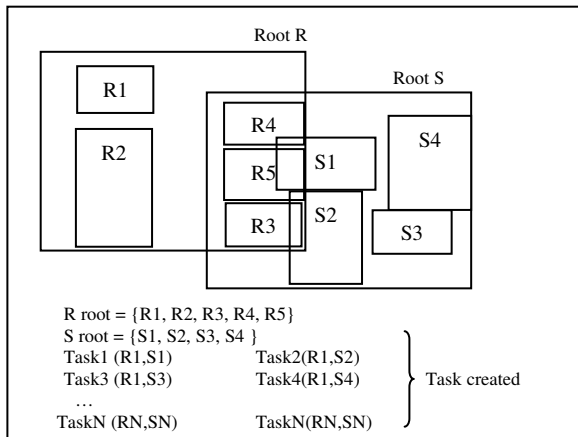 Root R
Root S
R1
R4
S4
R2
S1
R5
S2
R3
S3
R root = {R1, R2, R3, R4, R5}
S root = {S1, S2, S3, S4 }
Task1 (R1,S1) Task2(R1,S2)
Task3 (R1,S3) Task4(R1,S4) Task created
…
TaskN (RN,SN) TaskN(RN,SN)